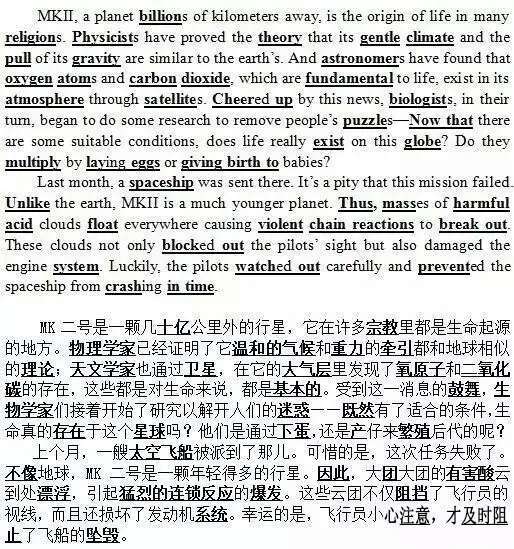 MKII, a planet billions of kilometers away, is the origin of life in many
religions. Physicists have proved the theory that its gentle climate and the
pull of its gravity are similar to the earth's. And astronomers have found that
oxygen atoms and carbon dioxide, which are fundamental to life, exist in its
atmosphere through satellites. Cheered up by this news, biologists, in their
turn, began to do some research to remove people's puzzles—Now that there
are some suitable conditions, does life really exist on this globe? Do they
multiply by laying eggs or giving birth to babies?
Last month, a spaceship was sent there. It's a pity that this mission failed.
Unlike the earth, MKII is a much younger planet. Thus, masses of harmful
acid clouds float everywhere causing violent chain reactions to break out.
These clouds not only blocked out the pilots' sight but also damaged the
engine system. Luckily, the pilots watched out carefully and prevented the
spaceship from crashing in time.
MK 二号是一颗几十亿公里外的行星，它在许多宗教里都是生命起源
的地方。物理学家已经证明了它温和的气候和重力的牵引都和地球相似
的理论；天文学家也通过卫星，在它的大气层里发现了氧原子和二氧化
碳的存在，这些都是对生命来说，都是基本的。受到这一消息的鼓舞，生
物学家们接着开始了研究以解开人们的迷惑——既然有了适合的条件，生
命真的存在于这个星球吗？他们是通过下蛋，还是产仔来繁殖后代的呢？
上个月，一艘太空飞船被派到了那儿。可惜的是，这次任务失败了。
不像地球，MK 二号是一颗年轻得多的行星。因此，大团大团的有害酸云
到处漂浮，引起猛烈的连锁反应的爆发。这些云团不仅阻挡了飞行员的
视线，而且还损坏了发动机系统。幸运的是，飞行员小心注意，才及时阻
止了飞船的坠毁。